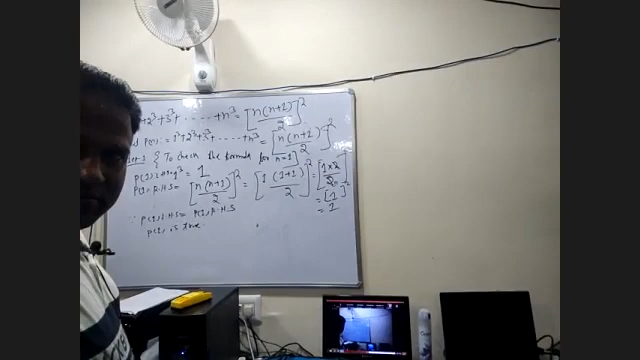 +2³+3³+ ...... +n³ = [n(n+1)/2]²
P(n): 1³+2³+3³+ ..... +n³ = [n(n+1)/2]²
Step-1 { To check the formula for n=1}
P(1) L.H.S = 1³ = 1
P(1) R.H.S = [n(n+1)/2]² = [1(1+1)/2]² = [1×2/2]²
= [1]²
= 1
∵ P(1) L.H.S = P(1) R.H.S
P(1) is true.